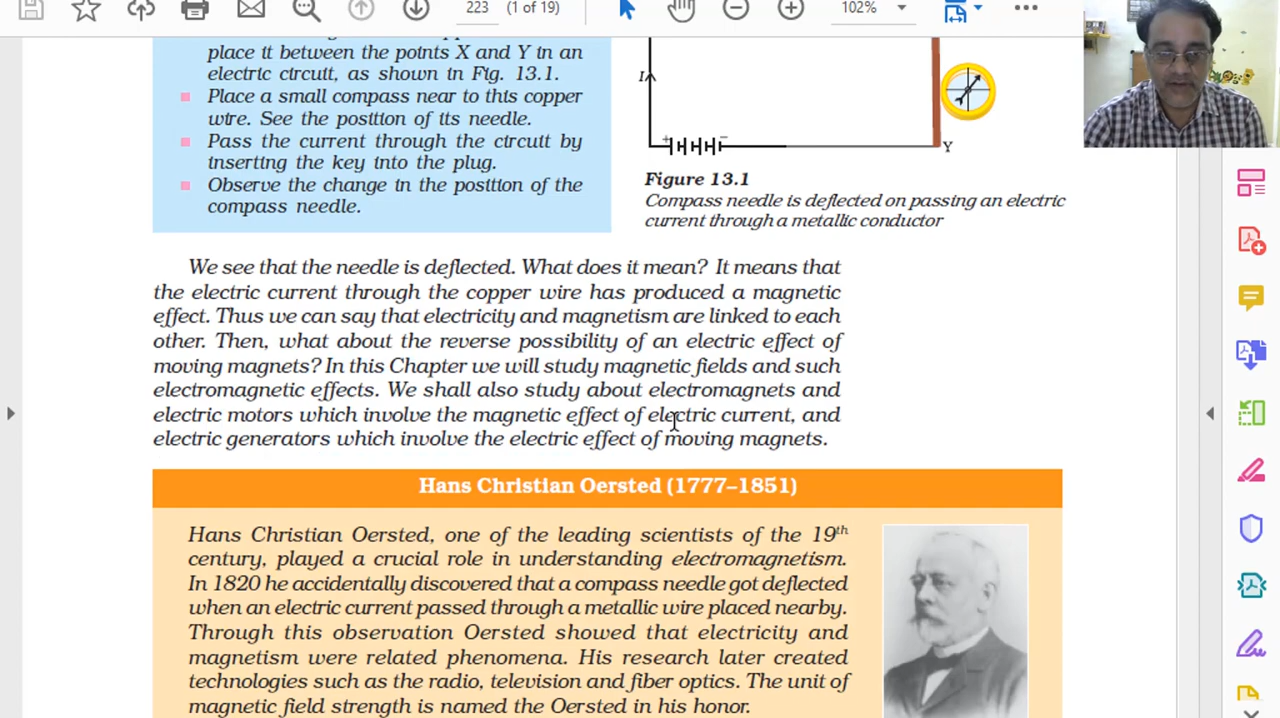 223
(1 of 19)
102%
place it between the points X and Y in an
electric circuit, as shown in Fig. 13.1.
Place a small compass near to this copper
wire. See the position of its needle.
Pass the current through the circuit by
inserting the key into the plug.
Observe the change in the position of the
compass needle.
I
+
−
Y
Figure 13.1
Compass needle is deflected on passing an electric
current through a metallic conductor
We see that the needle is deflected. What does it mean? It means that
the electric current through the copper wire has produced a magnetic
effect. Thus we can say that electricity and magnetism are linked to each
other. Then, what about the reverse possibility of an electric effect of
moving magnets? In this Chapter we will study magnetic fields and such
electromagnetic effects. We shall also study about electromagnets and
electric motors which involve the magnetic effect of electric current, and
electric generators which involve the electric effect of moving magnets.
Hans Christian Oersted (1777–1851)
Hans Christian Oersted, one of the leading scientists of the 19th
century, played a crucial role in understanding electromagnetism.
In 1820 he accidentally discovered that a compass needle got deflected
when an electric current passed through a metallic wire placed nearby.
Through this observation Oersted showed that electricity and
magnetism were related phenomena. His research later created
technologies such as the radio, television and fiber optics. The unit of
magnetic field strength is named the Oersted in his honor.